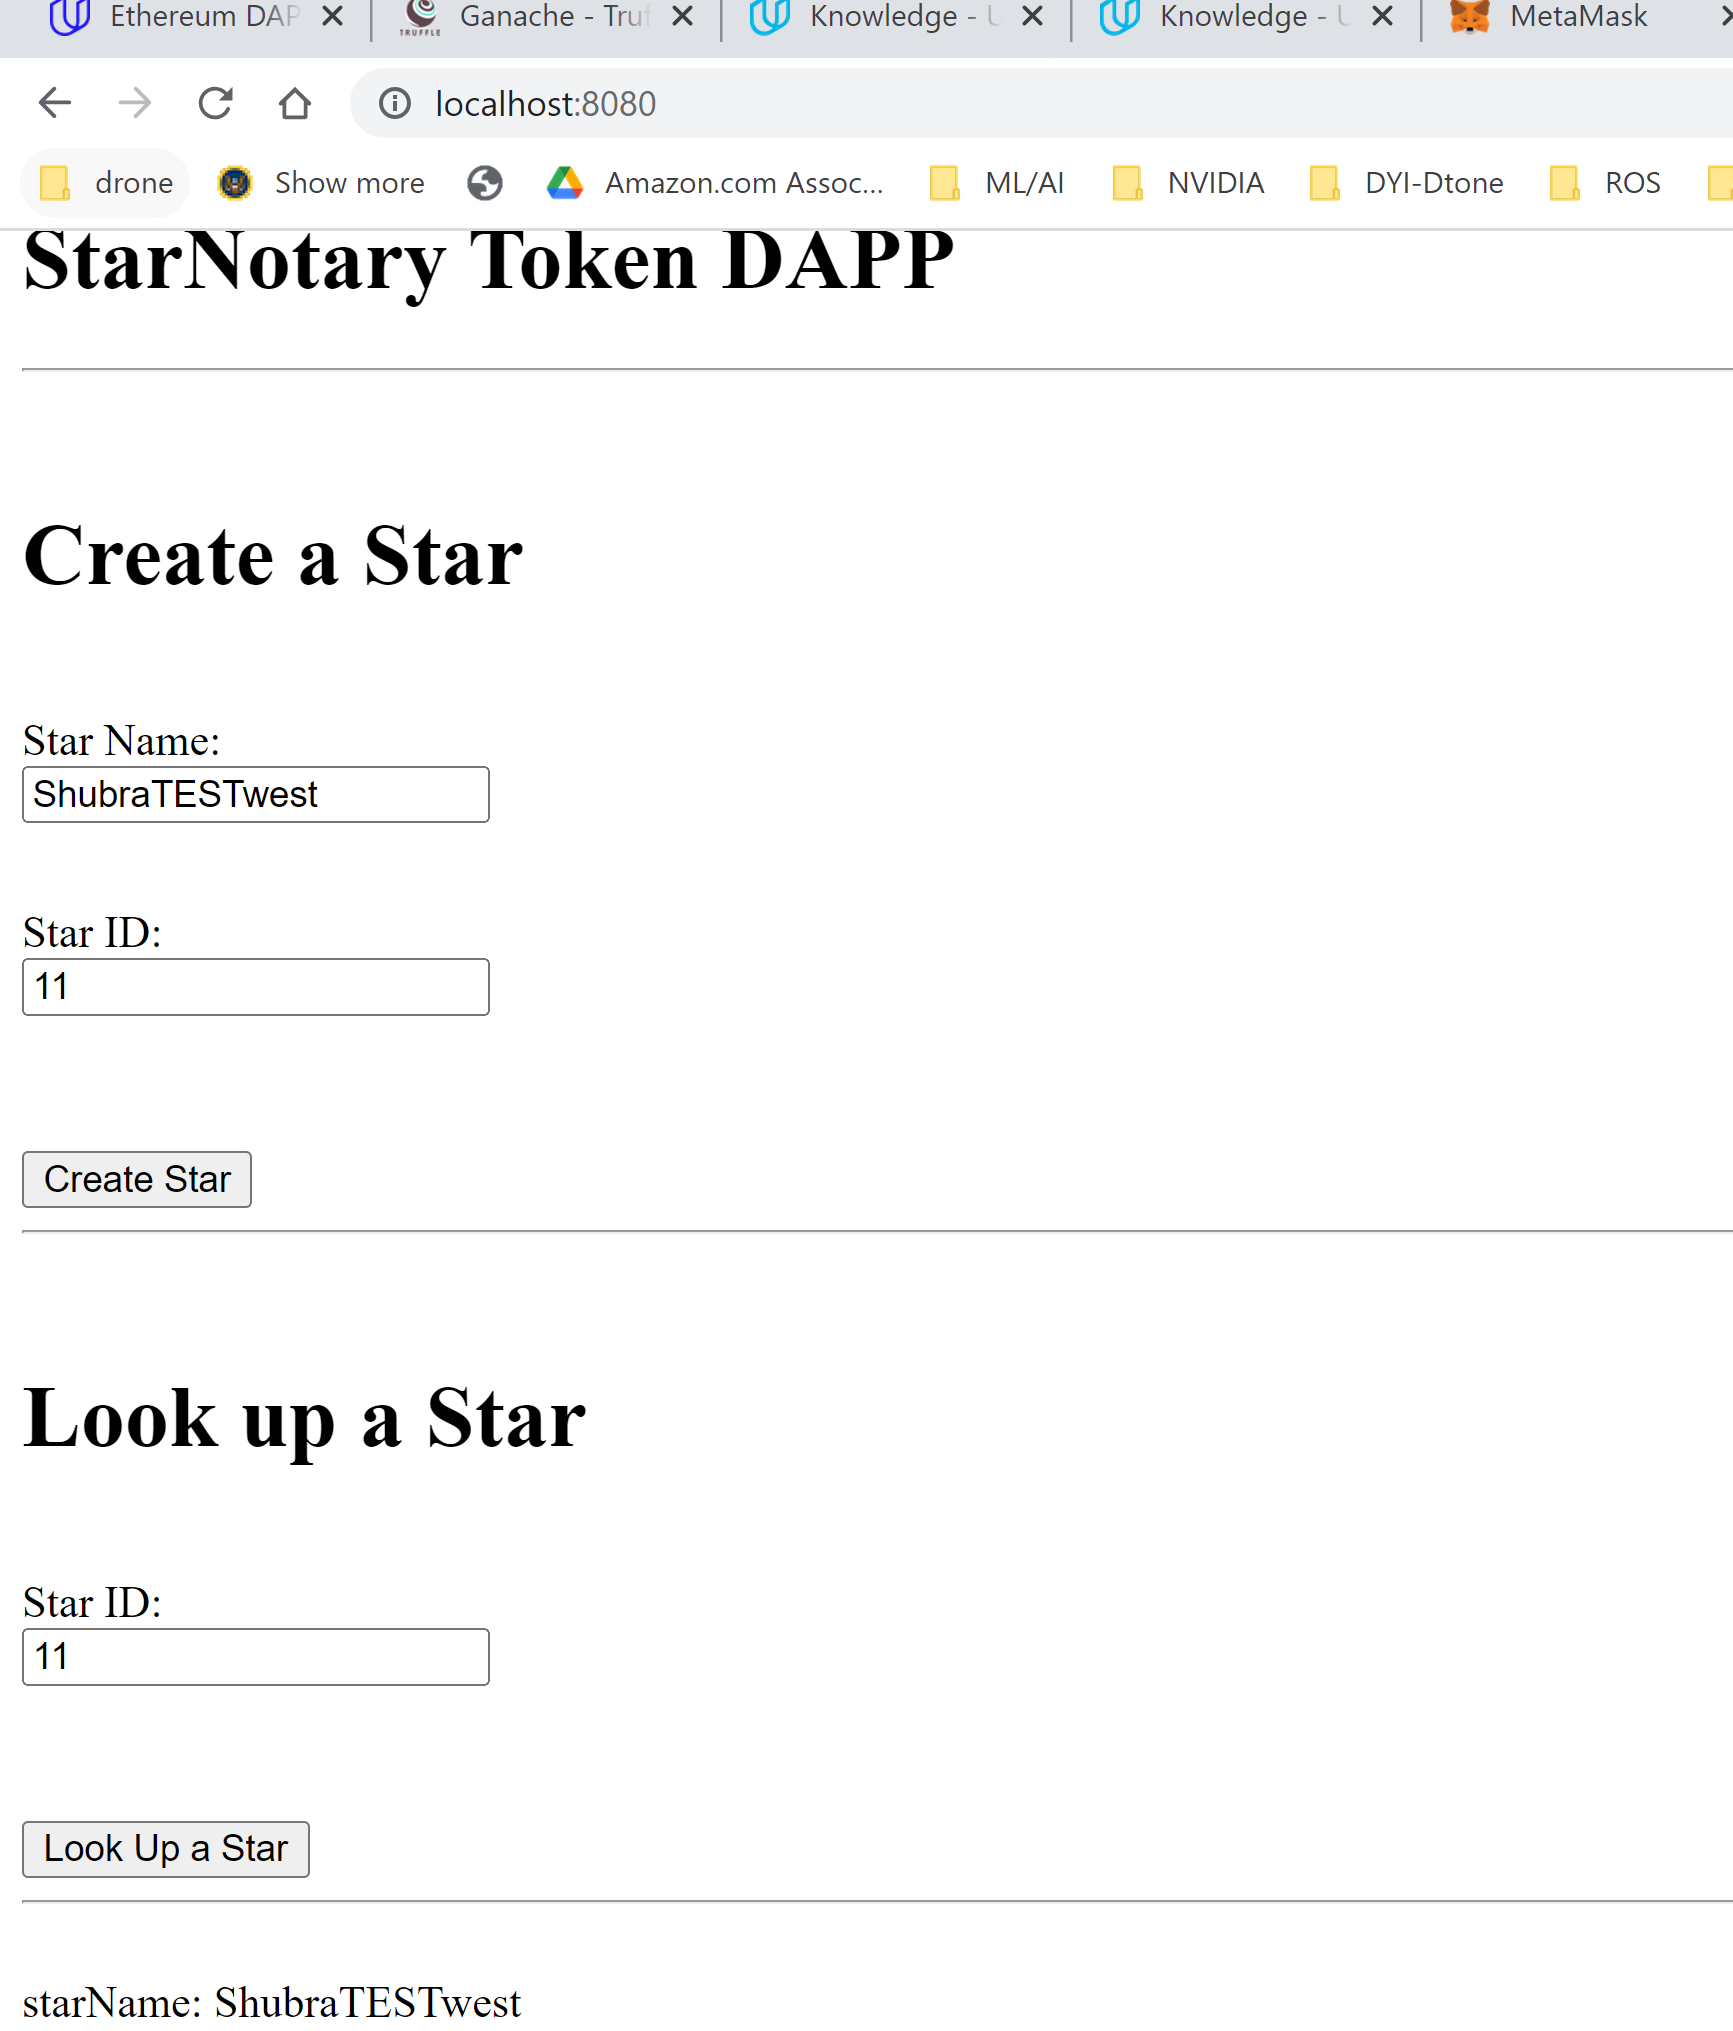 Ethereum DAP Ganache - Truf Knowledge - U Knowledge - U MetaMask
TRUFFLE
localhost:8080
drone Show more Amazon.com Assoc... ML/AI NVIDIA DYI-Dtone ROS
StarNotary Token DAPP
Create a Star
Star Name:
ShubraTESTwest
Star ID:
11
Create Star
Look up a Star
Star ID:
11
Look Up a Star
starName: ShubraTESTwest